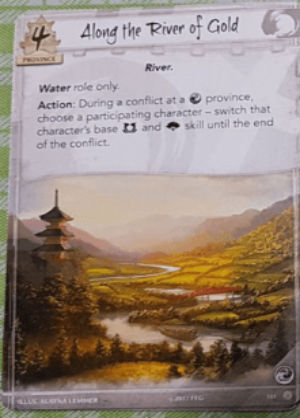 Along the River of Gold
4
PROVINCE
River.
Water role only.
Action: During a conflict at a province,
choose a participating character – switch that
character's base and skill until the end
of the conflict.
ILLUS. ALAYNA LEMMER © 2017 FFG